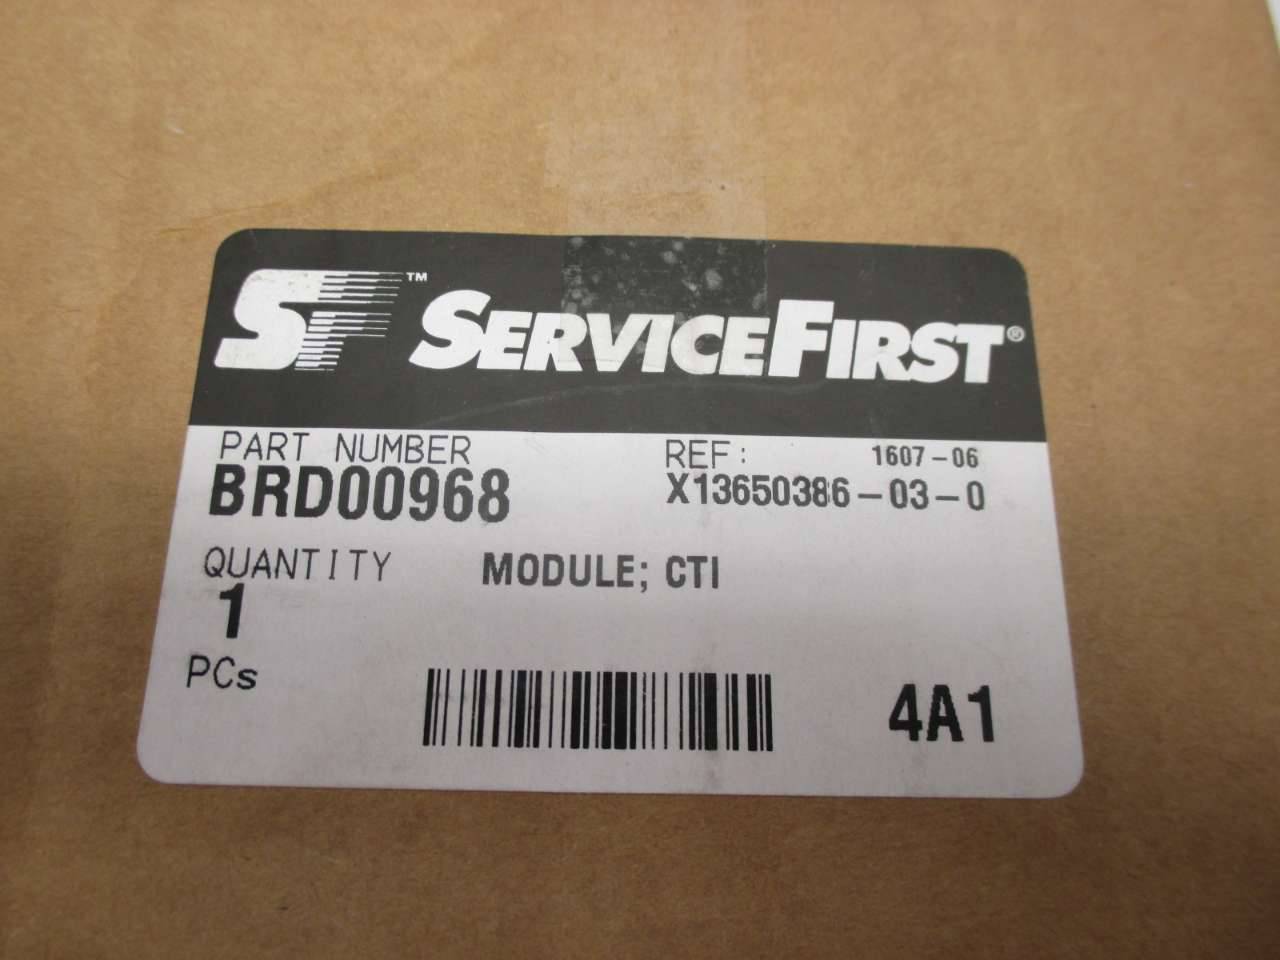 SF™ SERVICEFIRST®
PART NUMBER
BRD00968
REF: 1607-06
X13650386-03-0
QUANTITY
1
MODULE; CTI
PCs
4A1